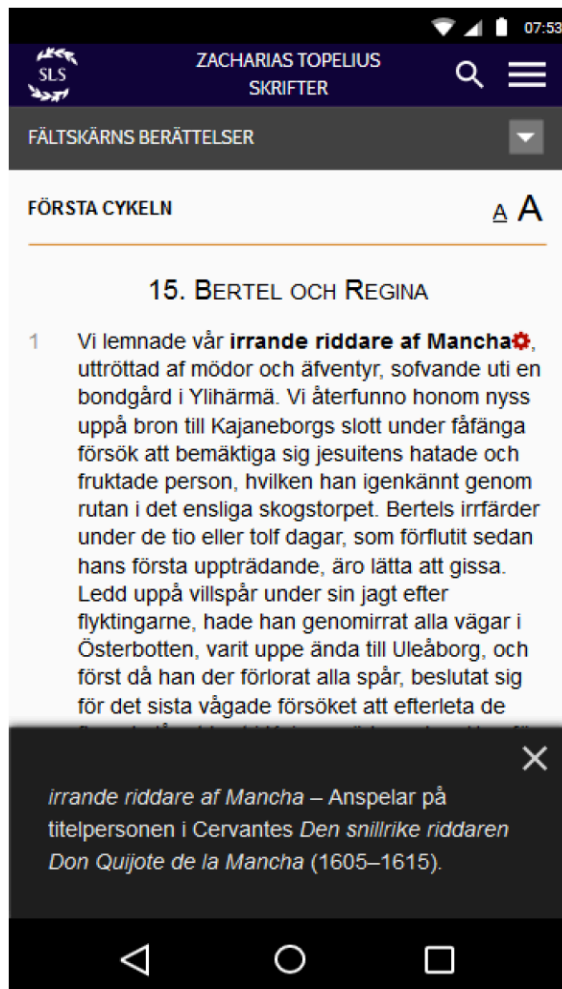 07:53
SLS
ZACHARIAS TOPELIUS
SKRIFTER
FÄLTSKÄRNS BERÄTTELSER
FÖRSTA CYKELN
A A
15. BERTEL OCH REGINA
1 Vi lemnade vår irrande riddare af Mancha,
uttröttad af mödor och äfventyr, sofvande uti en
bondgård i Ylihärmä. Vi återfunno honom nyss
uppå bron till Kajaneborgs slott under fåfänga
försök att bemäktiga sig jesuitens hatade och
fruktade person, hvilken han igenkännt genom
rutan i det ensliga skogstorpet. Bertels irrfärder
under de tio eller tolf dagar, som förflutit sedan
hans första uppträdande, äro lätta att gissa.
Ledd uppå villspår under sin jagt efter
flyktingarne, hade han genomirrat alla vägar i
Österbotten, varit uppe ända till Uleåborg, och
först då han der förlorat alla spår, beslutat sig
för det sista vågade försöket att efterleta de
irrande riddare af Mancha – Anspelar på
titelpersonen i Cervantes Den snillrike riddaren
Don Quijote de la Mancha (1605–1615).